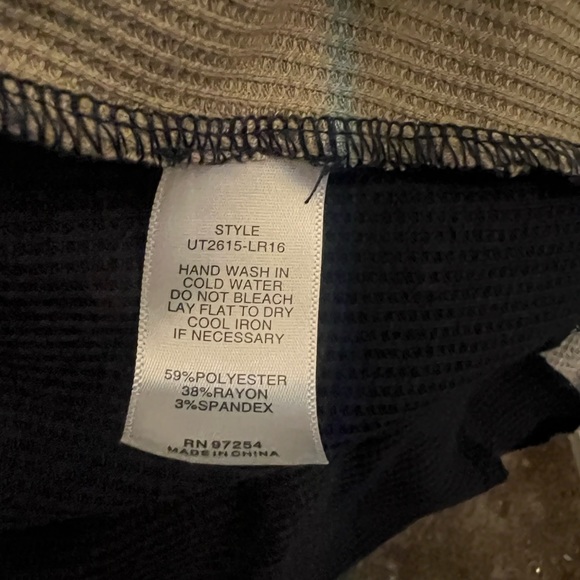 STYLE
UT2615-LR16
HAND WASH IN
COLD WATER
DO NOT BLEACH
LAY FLAT TO DRY
COOL IRON
IF NECESSARY
59%POLYESTER
38%RAYON
3%SPANDEX
RN 97254
MADE IN CHINA